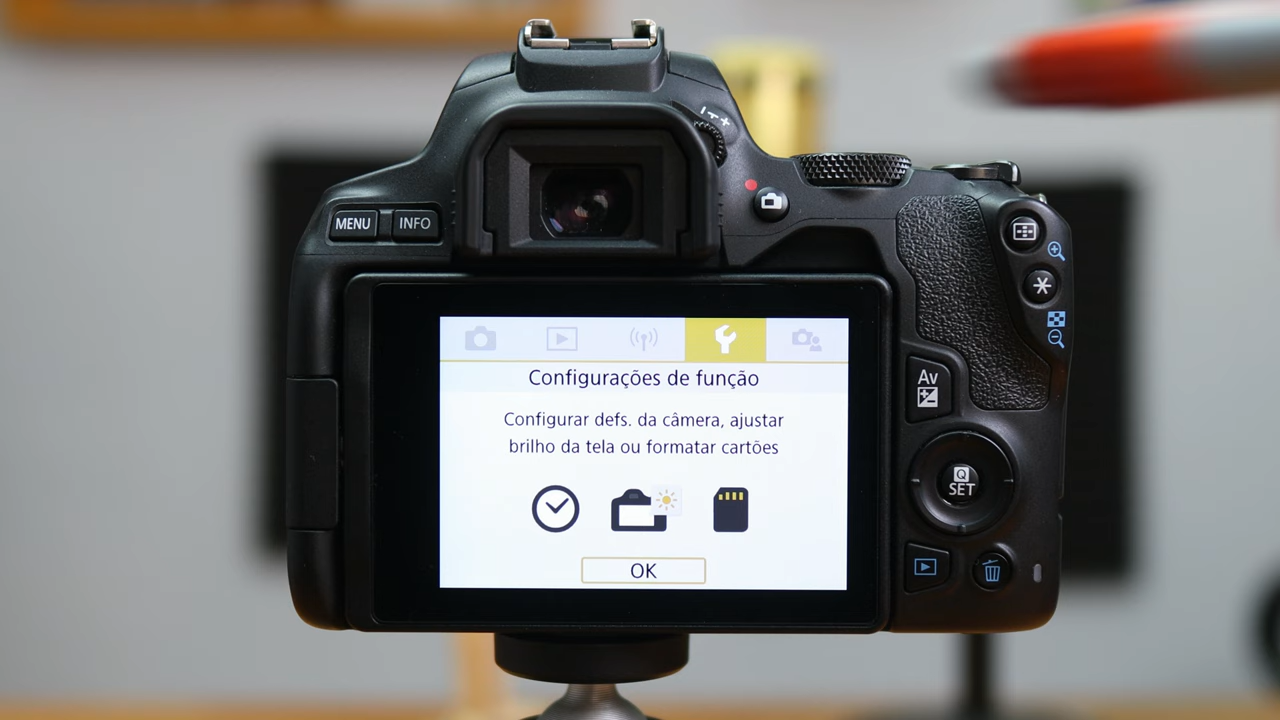 MENU
INFO
Configurações de função
Configurar defs. da câmera, ajustar
brilho da tela ou formatar cartões
OK
Av
Q
SET